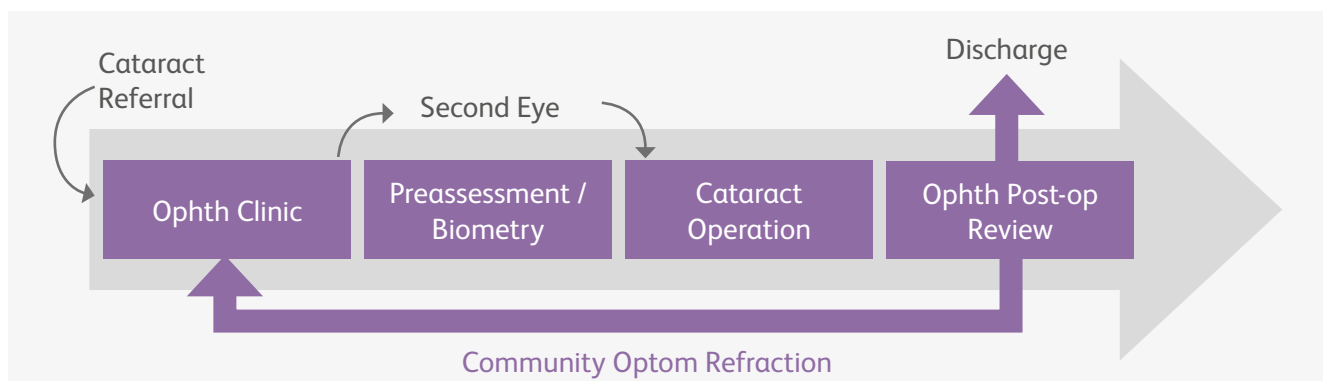 Cataract
Referral
Second Eye
Discharge
Ophth Clinic
Preassessment /
Biometry
Cataract
Operation
Ophth Post-op
Review
Community Optom Refraction